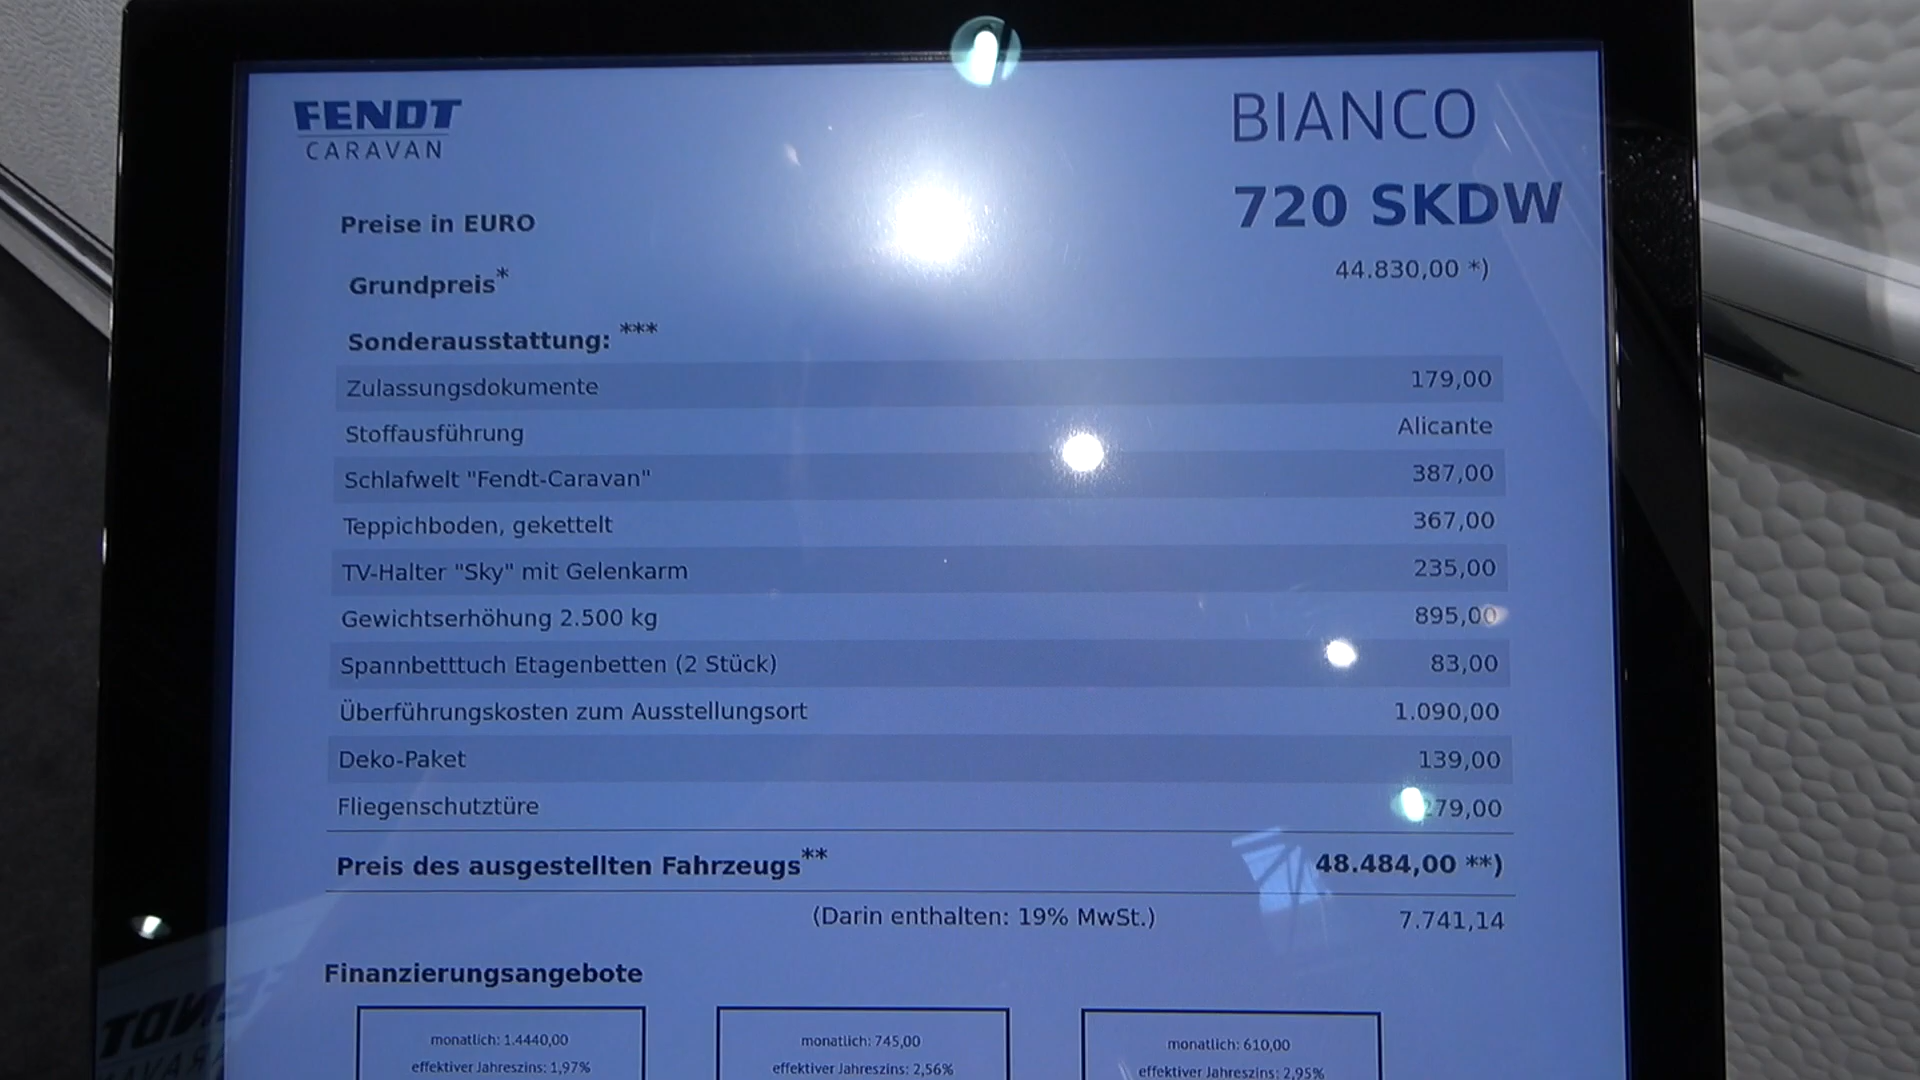 FENDT
CARAVAN
BIANCO
720 SKDW
Preise in EURO
Grundpreis* 44.830,00 *)
Sonderausstattung: ***
Zulassungsdokumente 179,00
Stoffausführung Alicante
Schlafwelt "Fendt-Caravan" 387,00
Teppichboden, gekettelt 367,00
TV-Halter "Sky" mit Gelenkarm 235,00
Gewichtserhöhung 2.500 kg 895,00
Spannbetttuch Etagenbetten (2 Stück) 83,00
Überführungskosten zum Ausstellungsort 1.090,00
Deko-Paket 139,00
Fliegenschutztüre 279,00
Preis des ausgestellten Fahrzeugs** 48.484,00 **)
(Darin enthalten: 19% MwSt.) 7.741,14
Finanzierungsangebote
monatlich: 1.4440,00
effektiver Jahreszins: 1,97%
monatlich: 745,00
effektiver Jahreszins: 2,56%
monatlich: 610,00
effektiver Jahreszins: 2,95%